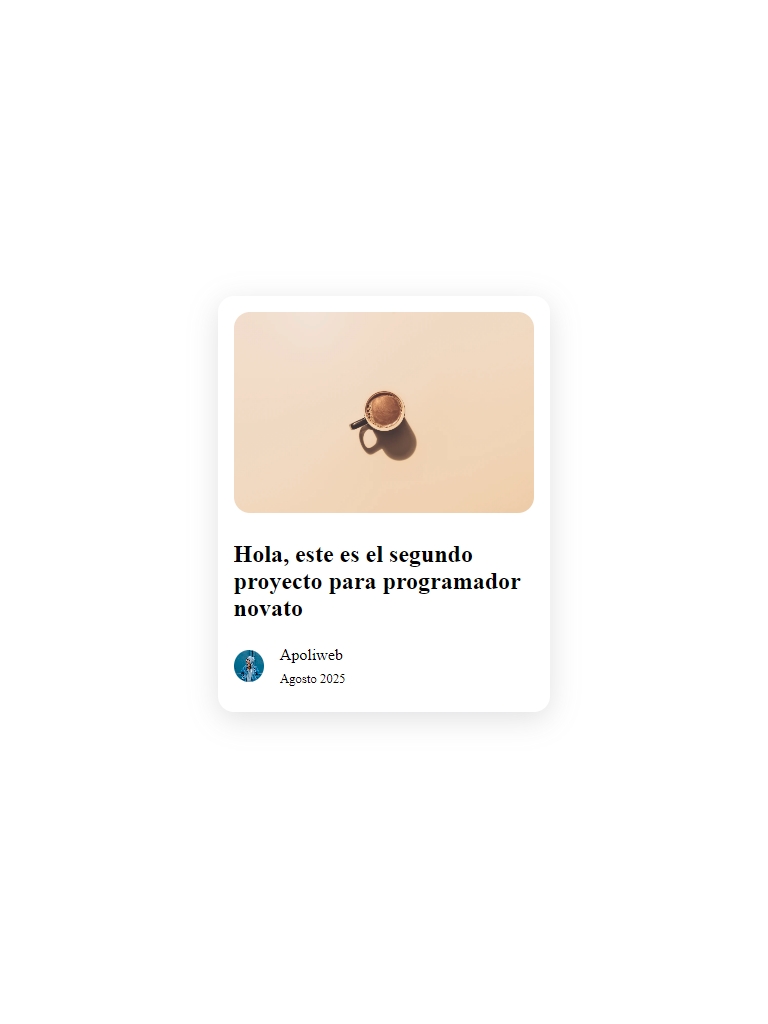 Hola, este es el segundo
proyecto para programador
novato
Apoliweb
Agosto 2025